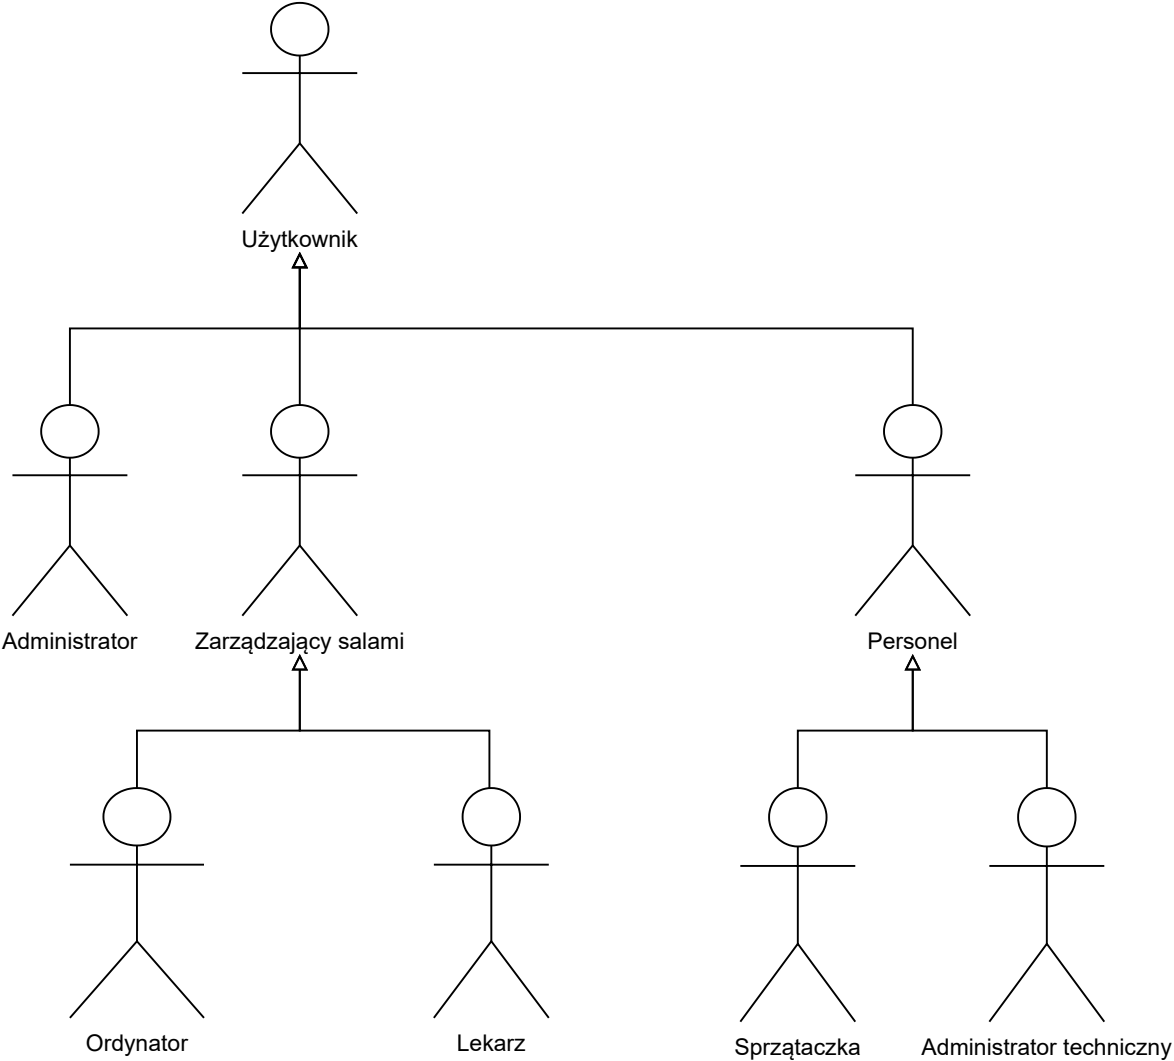 Użytkownik
Administrator
Zarządzający salami
Personel
Ordynator
Lekarz
Sprzątaczka
Administrator techniczny